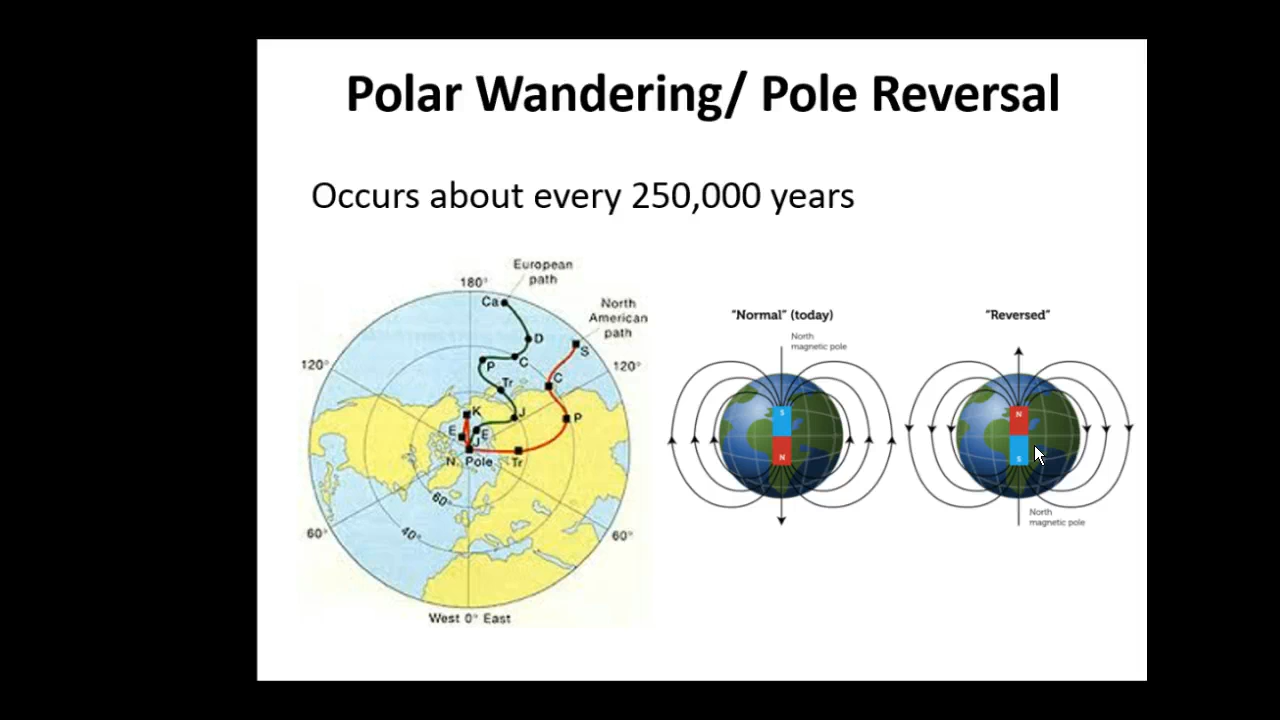 Polar Wandering/ Pole Reversal
Occurs about every 250,000 years
European
path
180°
Ca
North
American
path
D
S
120°
P
C
120°
Tr
C
K
J
P
E
E
J
N. Pole
Tr
60°
40°
60°
60°
West 0° East
"Normal" (today)
North
magnetic pole
S
N
"Reversed"
N
S
North
magnetic pole